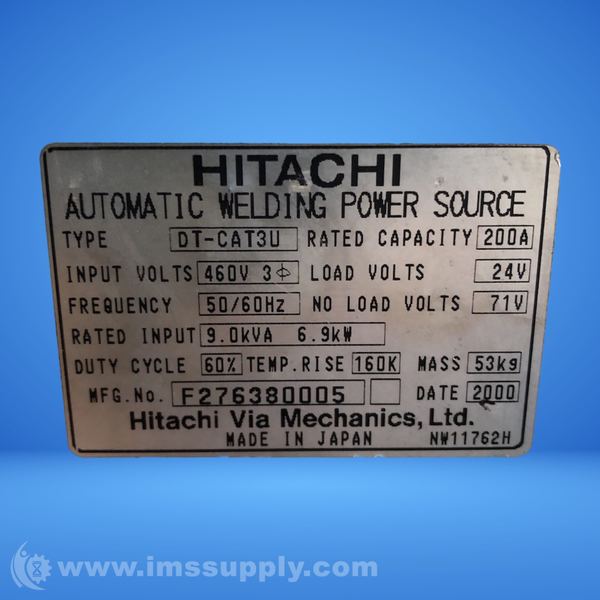 HITACHI
AUTOMATIC WELDING POWER SOURCE
TYPE DT-CAT3U RATED CAPACITY 200A
INPUT VOLTS 460V 3ϕ LOAD VOLTS 24V
FREQUENCY 50/60Hz NO LOAD VOLTS 71V
RATED INPUT 9.0kVA 6.9kW
DUTY CYCLE 60% TEMP.RISE 160K MASS 53kg
MFG.No. F276380005 DATE 2000
Hitachi Via Mechanics, Ltd.
MADE IN JAPAN NW11762H
www.imssupply.com